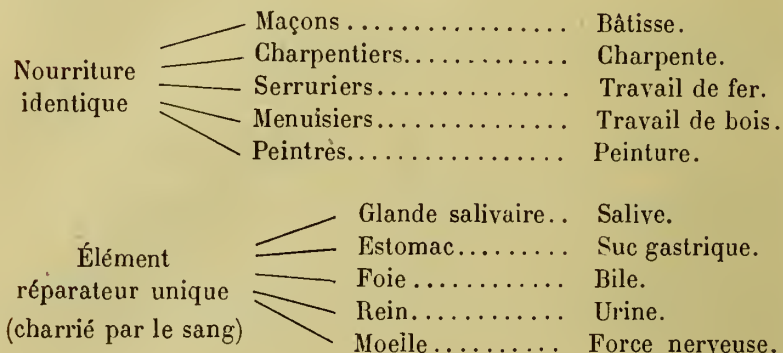 Maçons ................ Bâtisse.
Charpentiers............ Charpente.
Nourriture
identique
Serruriers ............. Travail de fer.
Menuisiers.............. Travail de bois.
Peintres................ Peinture.
Glande salivaire.. Salive.
Estomac......... Suc gastrique.
Élément
réparateur unique
(charrié par le sang)
Foie ............ Bile.
Rein ............ Urine.
Moelle .......... Force nerveuse.